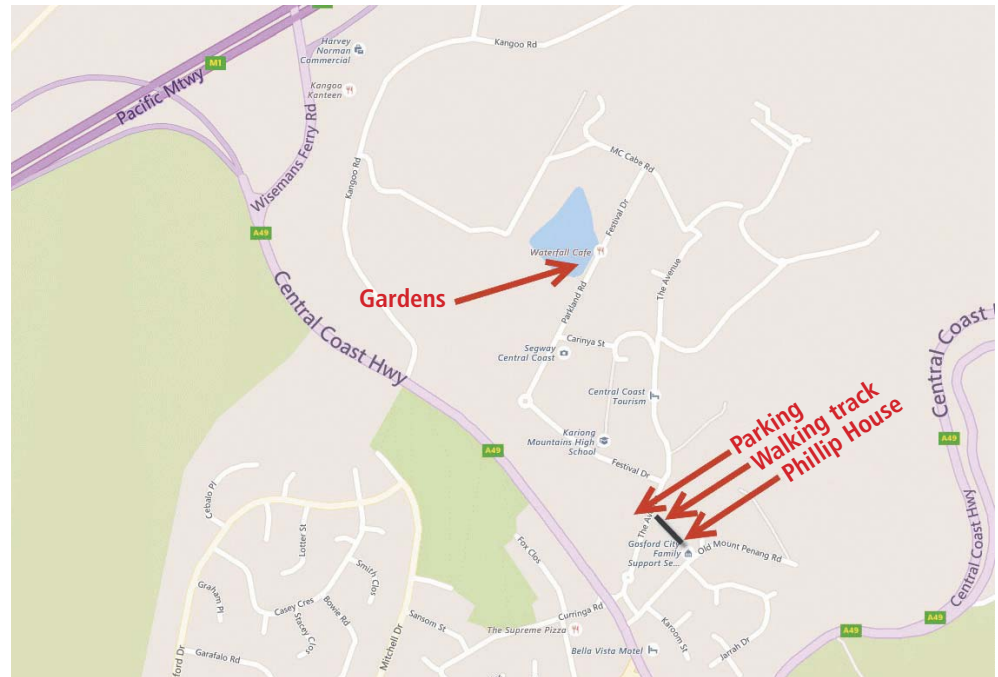 Harvey
Norman
Commercial
Kangoo Rd
M1
Pacific Mtwy
Kangoo
Kanteen
Wisemans Ferry Rd
Kangoo Rd
MC Cabe Rd
Festival Dr
A49
Waterfall Cafe
The Avenue
Gardens
Parkland Rd
Central Coast Hwy
Carinya St
Segway
Central Coast
Central Coast
Central Coast
Tourism
Parking
Walking track
Phillip House
Kariong
Mountains High
School
A49
Festival Dr
Cebalo Pl
Lotter St
Fox Clos
The Av
Gosford City
Family
Support Se...
Old Mount Penang Rd
Central Coast Hwy
Smith Clos
Graham Pl
Casey Cres
Bowie Rd
Stacey Clos
Sansom St
Curringa Rd
The Supreme Pizza
Karoom St
A49
Mitchell Dr
Garafalo Rd
ford Dr
Bella Vista Motel
Jarrah Dr